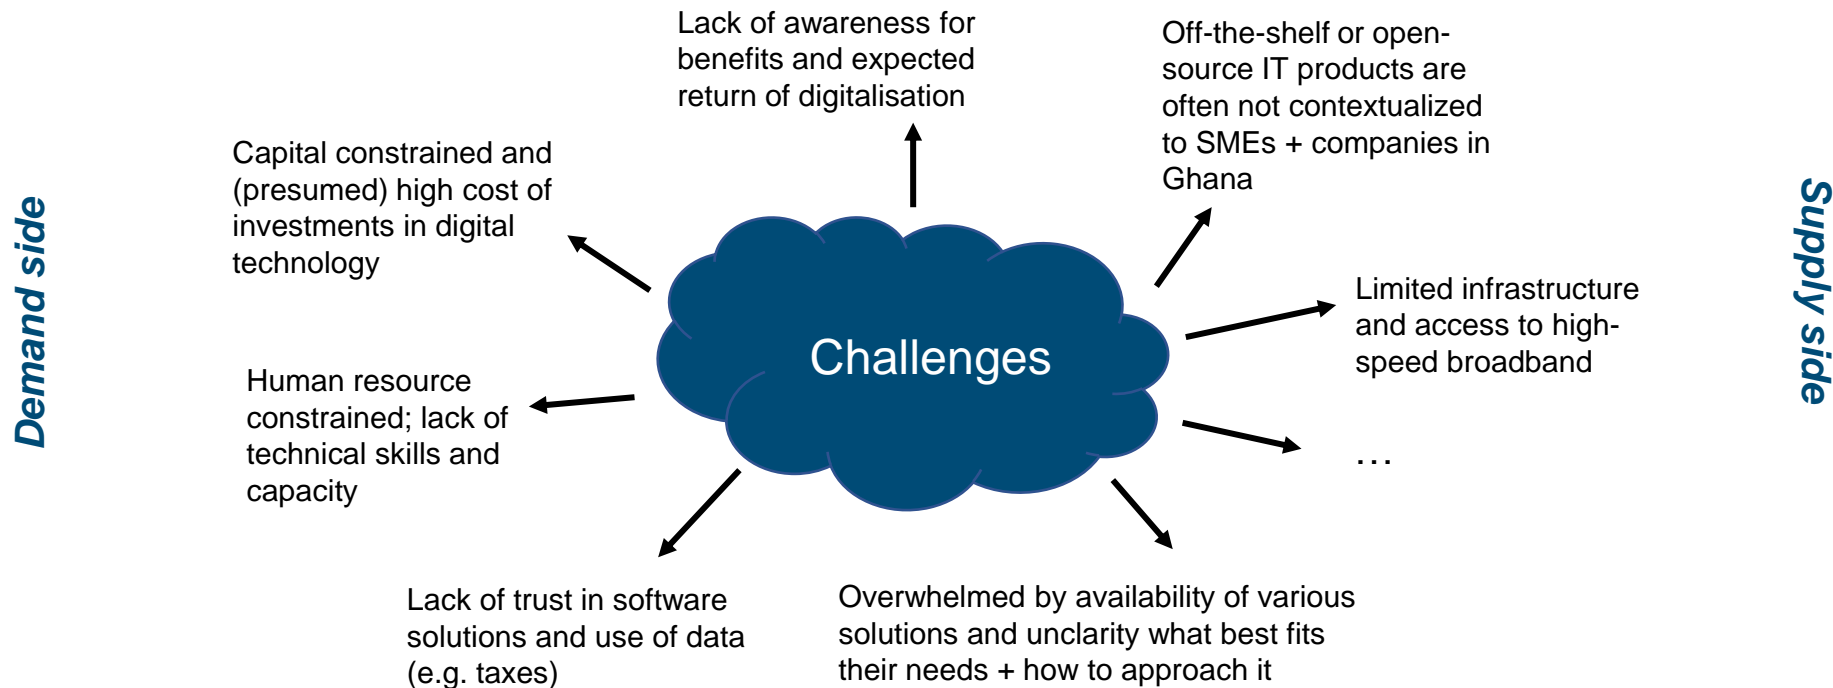 Lack of awareness for
benefits and expected
return of digitalisation
Off-the-shelf or open-
source IT products are
often not contextualized
to SMEs + companies in
Ghana
Capital constrained and
(presumed) high cost of
investments in digital
technology
Demand side
Supply side
Challenges
Limited infrastructure
and access to high-
speed broadband
Human resource
constrained; lack of
technical skills and
capacity
…
Lack of trust in software
solutions and use of data
(e.g. taxes)
Overwhelmed by availability of various
solutions and unclarity what best fits
their needs + how to approach it